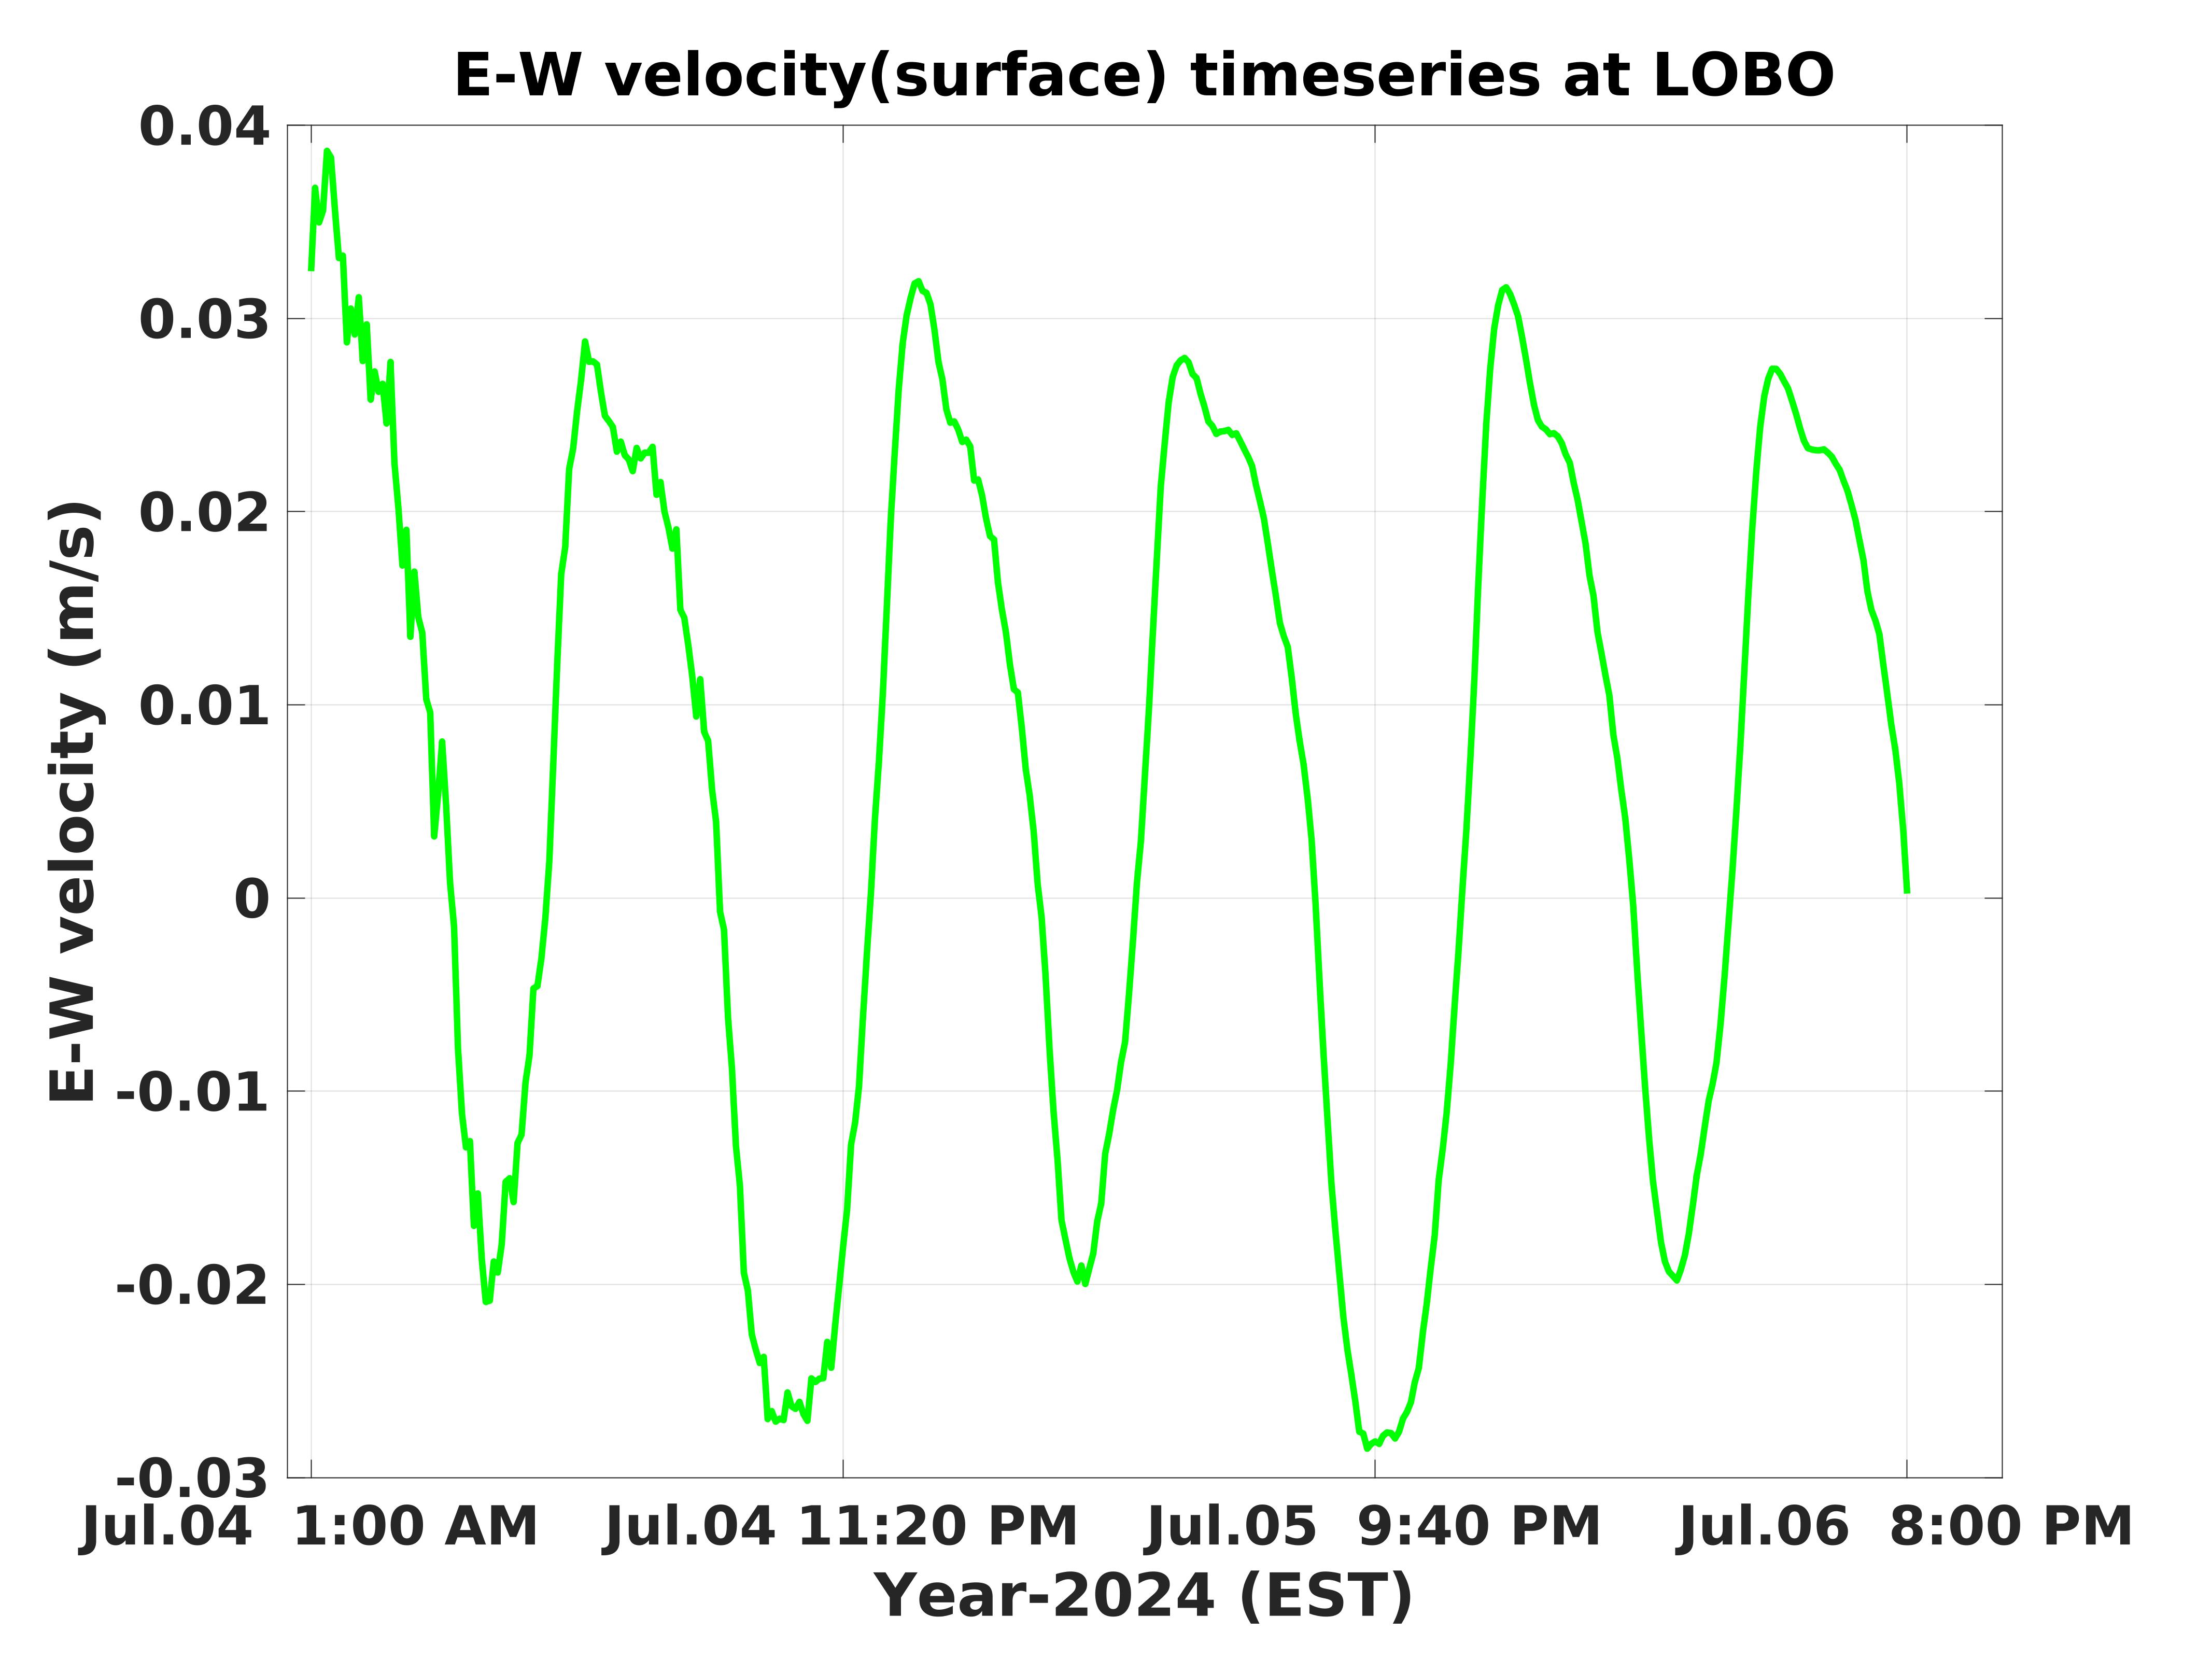 E-W velocity(surface) timeseries at LOBO
E-W velocity (m/s)
0.04
0.03
0.02
0.01
0
-0.01
-0.02
-0.03
Jul.04 1:00 AM
Jul.04 11:20 PM
Jul.05 9:40 PM
Jul.06 8:00 PM
Year-2024 (EST)